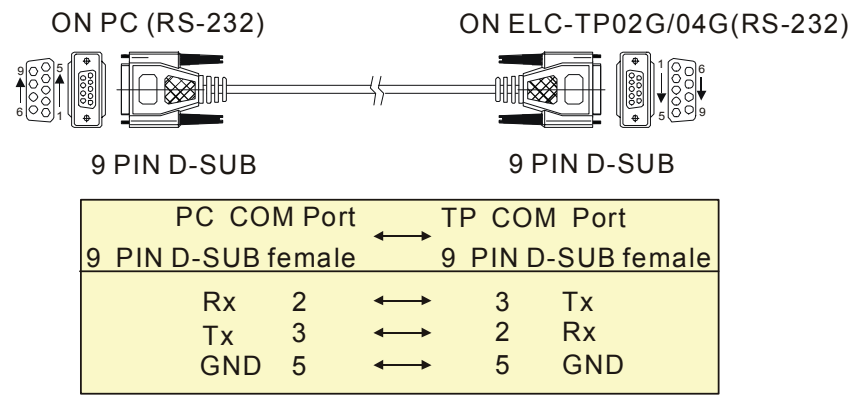 ON PC (RS-232) ON ELC-TP02G/04G(RS-232)
9 5 1 6
6 1 5 9
9 PIN D-SUB 9 PIN D-SUB
PC COM Port ↔ TP COM Port
9 PIN D-SUB female 9 PIN D-SUB female
Rx 2 ↔ 3 Tx
Tx 3 ↔ 2 Rx
GND 5 ↔ 5 GND